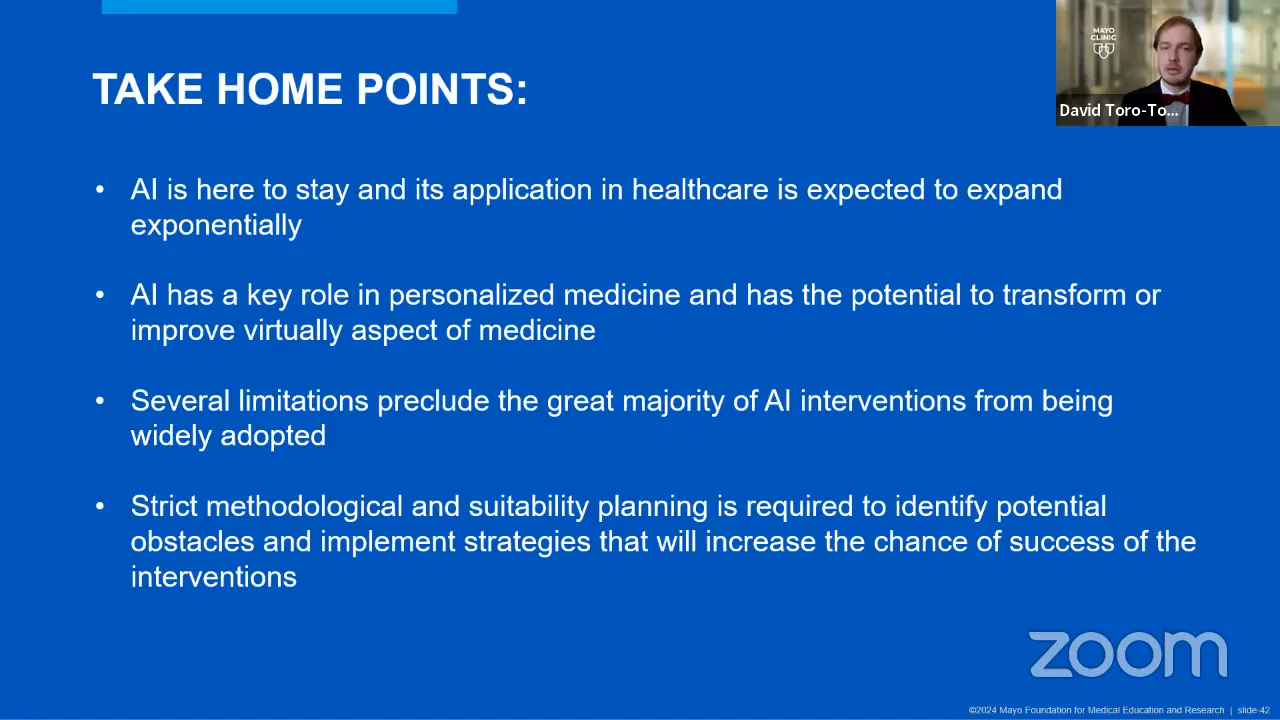 TAKE HOME POINTS:
MAYO
CLINIC
David Toro-To...
• AI is here to stay and its application in healthcare is expected to expand
exponentially
• AI has a key role in personalized medicine and has the potential to transform or
improve virtually aspect of medicine
• Several limitations preclude the great majority of AI interventions from being
widely adopted
• Strict methodological and suitability planning is required to identify potential
obstacles and implement strategies that will increase the chance of success of the
interventions
zoom
©2024 Mayo Foundation for Medical Education and Research | slide-42